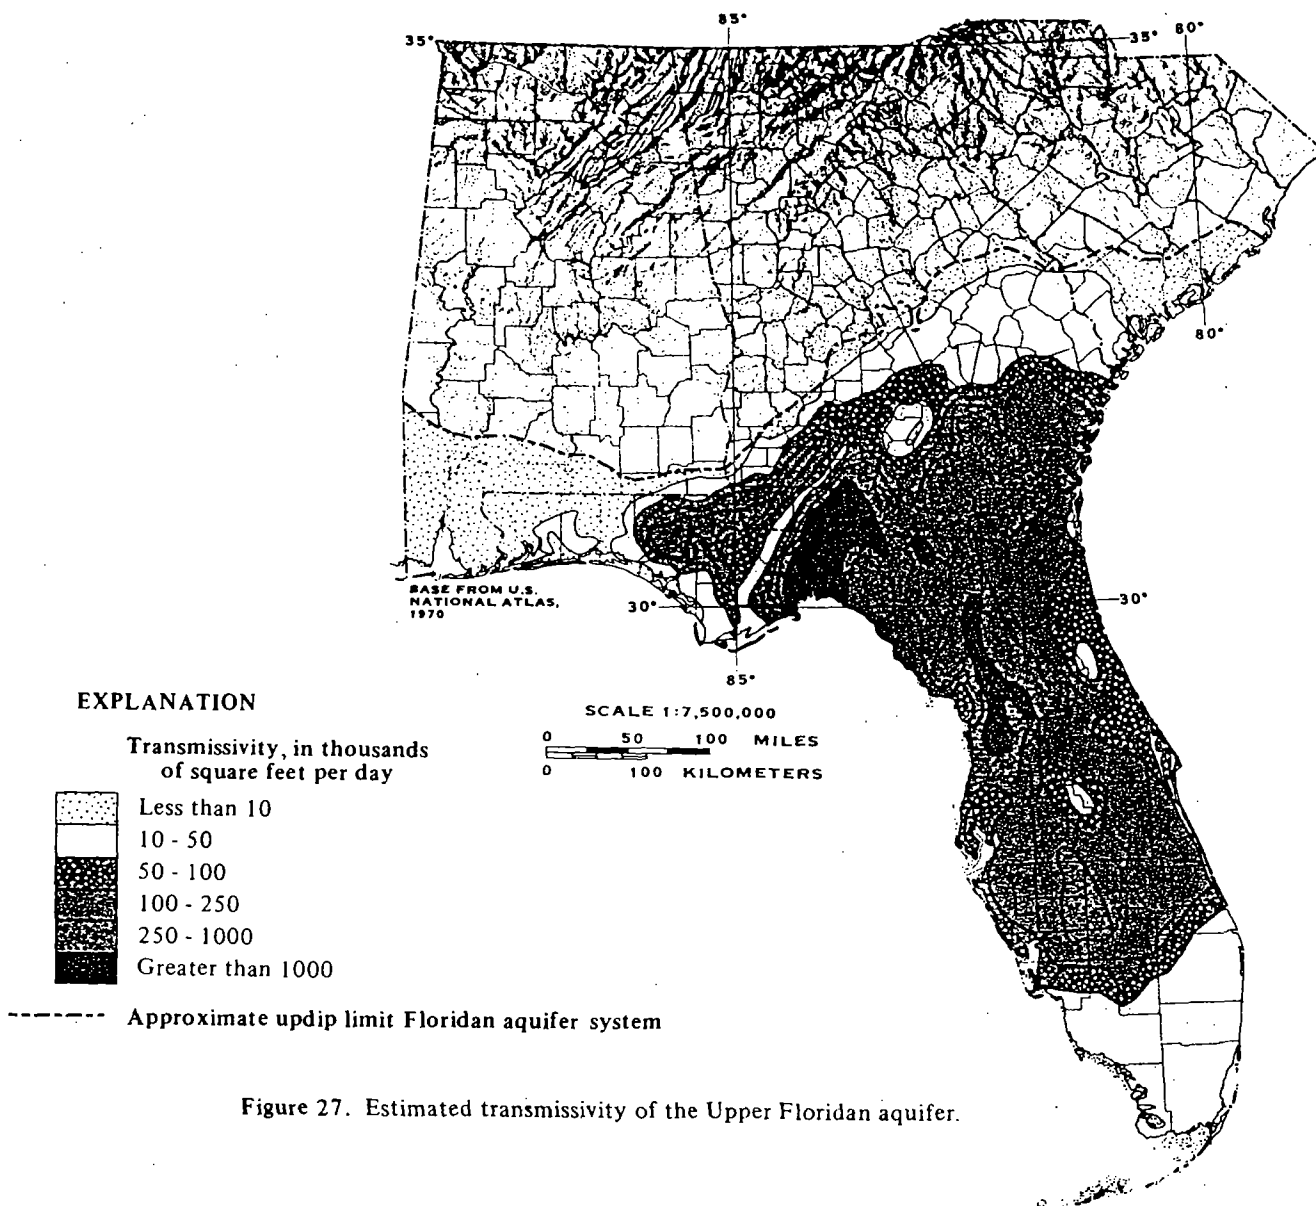 85°
35°
35°
80°
80°
BASE FROM U.S.
NATIONAL ATLAS,
1970
30°
30°
85°
EXPLANATION
Transmissivity, in thousands
of square feet per day
Less than 10
10 - 50
50 - 100
100 - 250
250 - 1000
Greater than 1000
Approximate updip limit Floridan aquifer system
SCALE 1:7,500,000
0 50 100 MILES
0 100 KILOMETERS
Figure 27. Estimated transmissivity of the Upper Floridan aquifer.